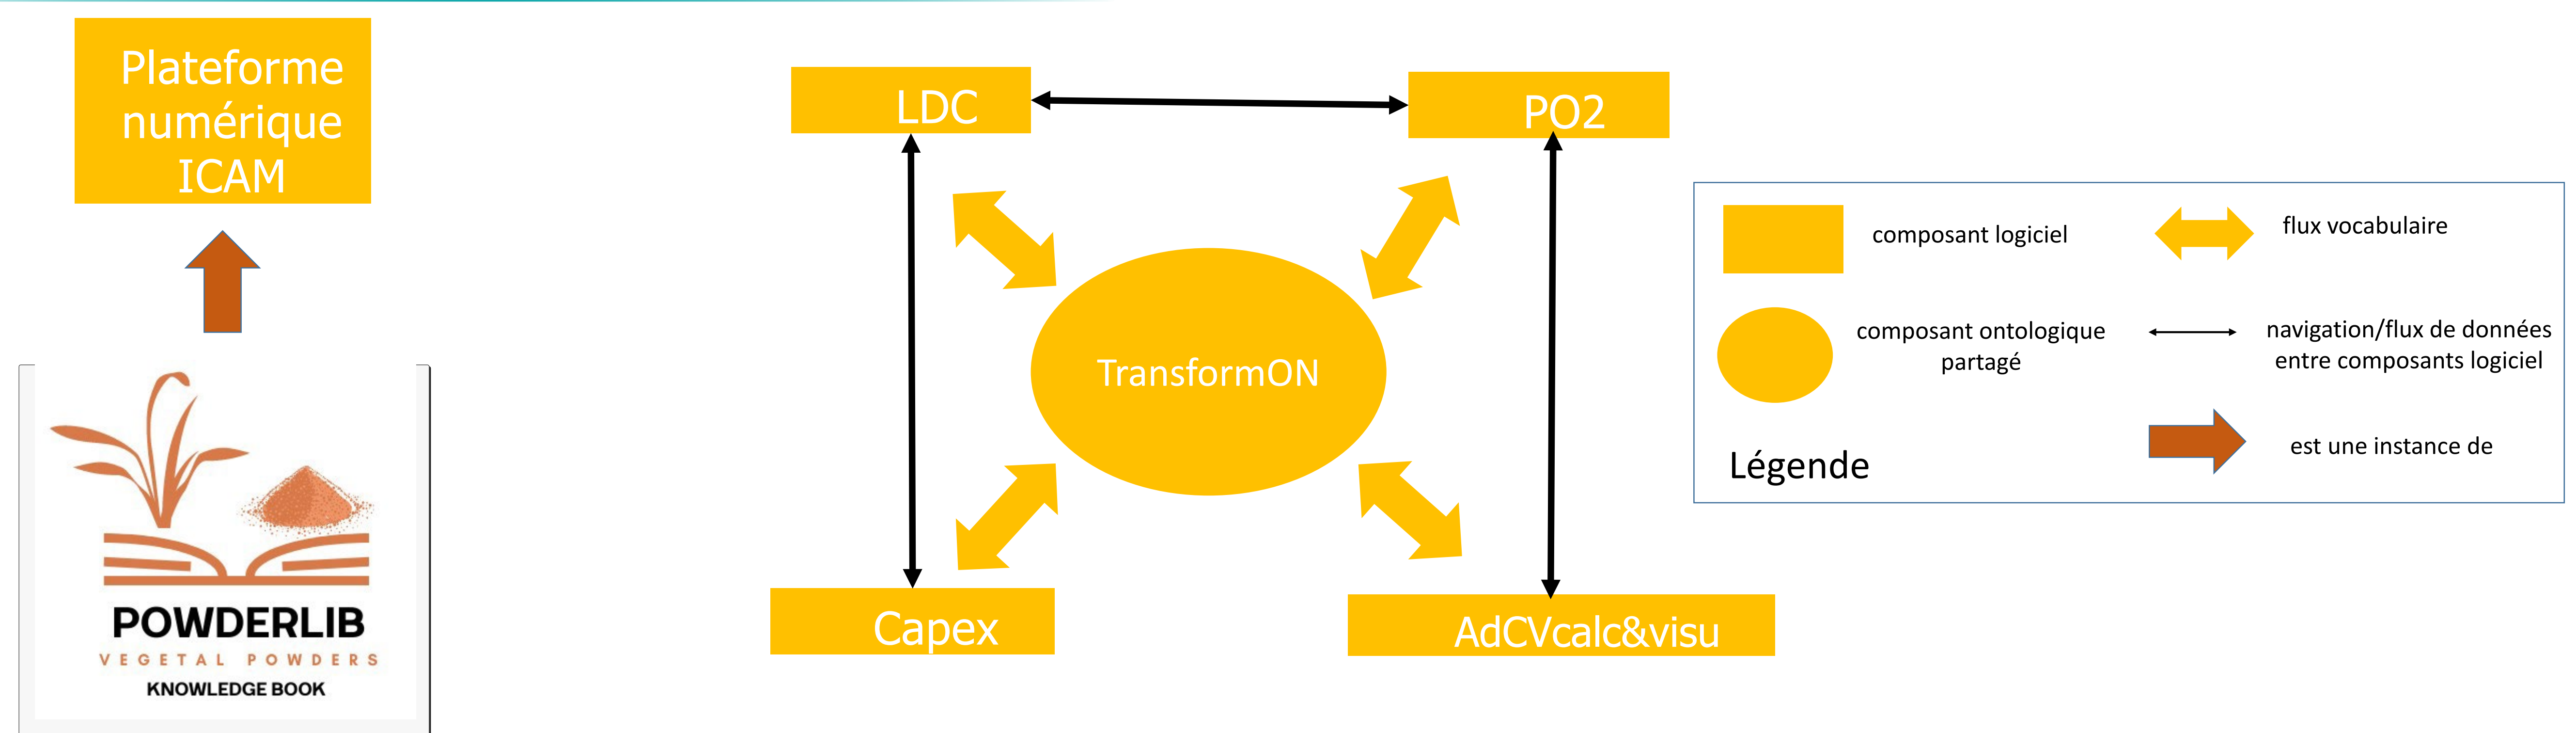 Plateforme
numérique
ICAM
POWDERLIB
VEGETAL POWDERS
KNOWLEDGE BOOK
LDC
PO2
TransformON
Capex
AdCVcalc&visu
composant logiciel
flux vocabulaire
composant ontologique
partagé
navigation/flux de données
entre composants logiciel
est une instance de
Légende